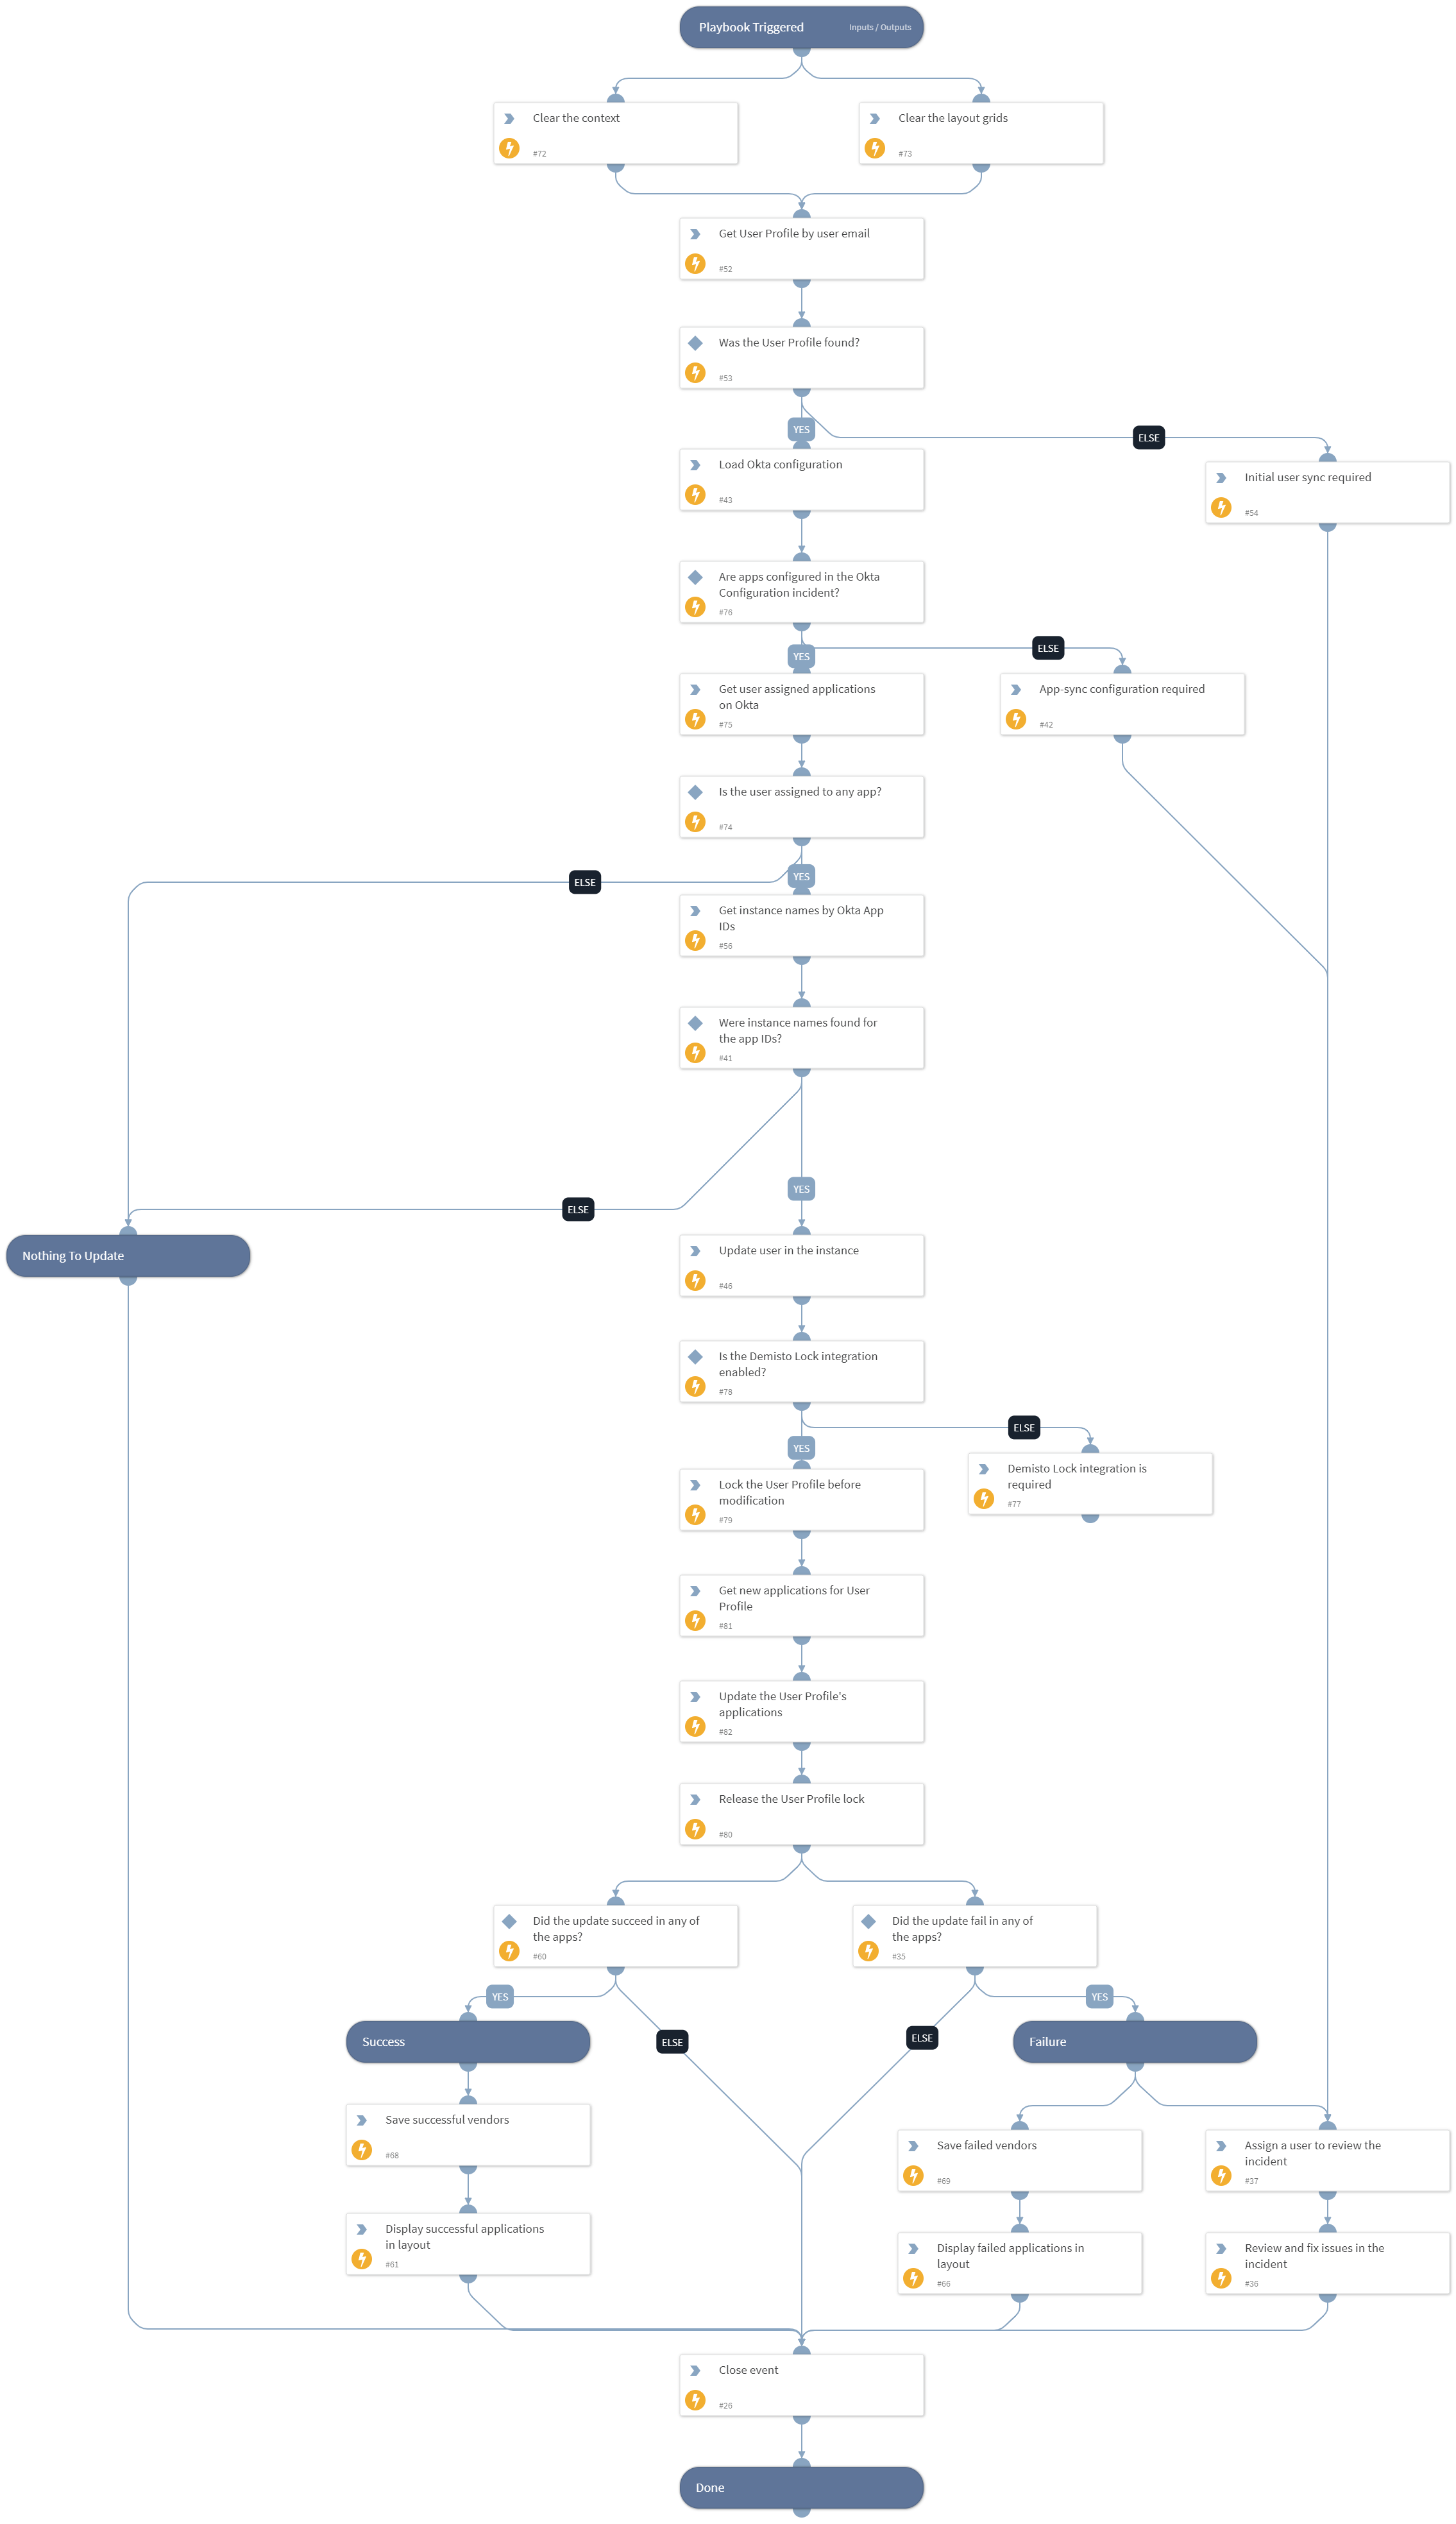 Playbook Triggered
Inputs / Outputs
Clear the context
#72
Clear the layout grids
#73
Get User Profile by user email
#52
Was the User Profile found?
#53
YES
ELSE
Load Okta configuration
#43
Initial user sync required
#54
Are apps configured in the Okta
Configuration incident?
#76
ELSE
YES
Get user assigned applications
on Okta
#75
App-sync configuration required
#42
Is the user assigned to any app?
#74
YES
ELSE
Get instance names by Okta App
IDs
#56
Were instance names found for
the app IDs?
#41
YES
ELSE
Nothing To Update
Update user in the instance
#46
Is the Demisto Lock integration
enabled?
#78
ELSE
YES
Lock the User Profile before
modification
#79
Demisto Lock integration is
required
#77
Get new applications for User
Profile
#81
Update the User Profile's
applications
#82
Release the User Profile lock
#80
Did the update succeed in any of
the apps?
#60
Did the update fail in any of
the apps?
#35
YES
YES
ELSE
ELSE
Success
Failure
Save successful vendors
#68
Save failed vendors
#69
Assign a user to review the
incident
#37
Display successful applications
in layout
#61
Display failed applications in
layout
#66
Review and fix issues in the
incident
#36
Close event
#26
Done